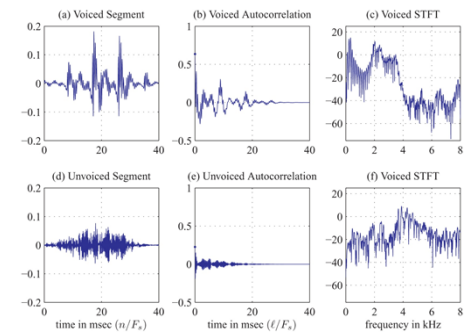 (a) Voiced Segment
0.2
0.1
0
−0.1
−0.2
0 20 40
(b) Voiced Autocorrelation
1
0.5
0
0.5
0 20 40
(c) Voiced STFT
20
0
−20
−40
−60
0 2 4 6 8
(d) Unvoiced Segment
0.2
0.1
0
−0.1
−0.2
0 20 40
time in msec (n/Fs)
(e) Unvoiced Autocorrelation
1
0.5
0
−0.5
0 20 40
time in msec (ℓ/Fs)
(f) Voiced STFT
20
0
−20
−40
−60
0 2 4 6 8
frequency in kHz